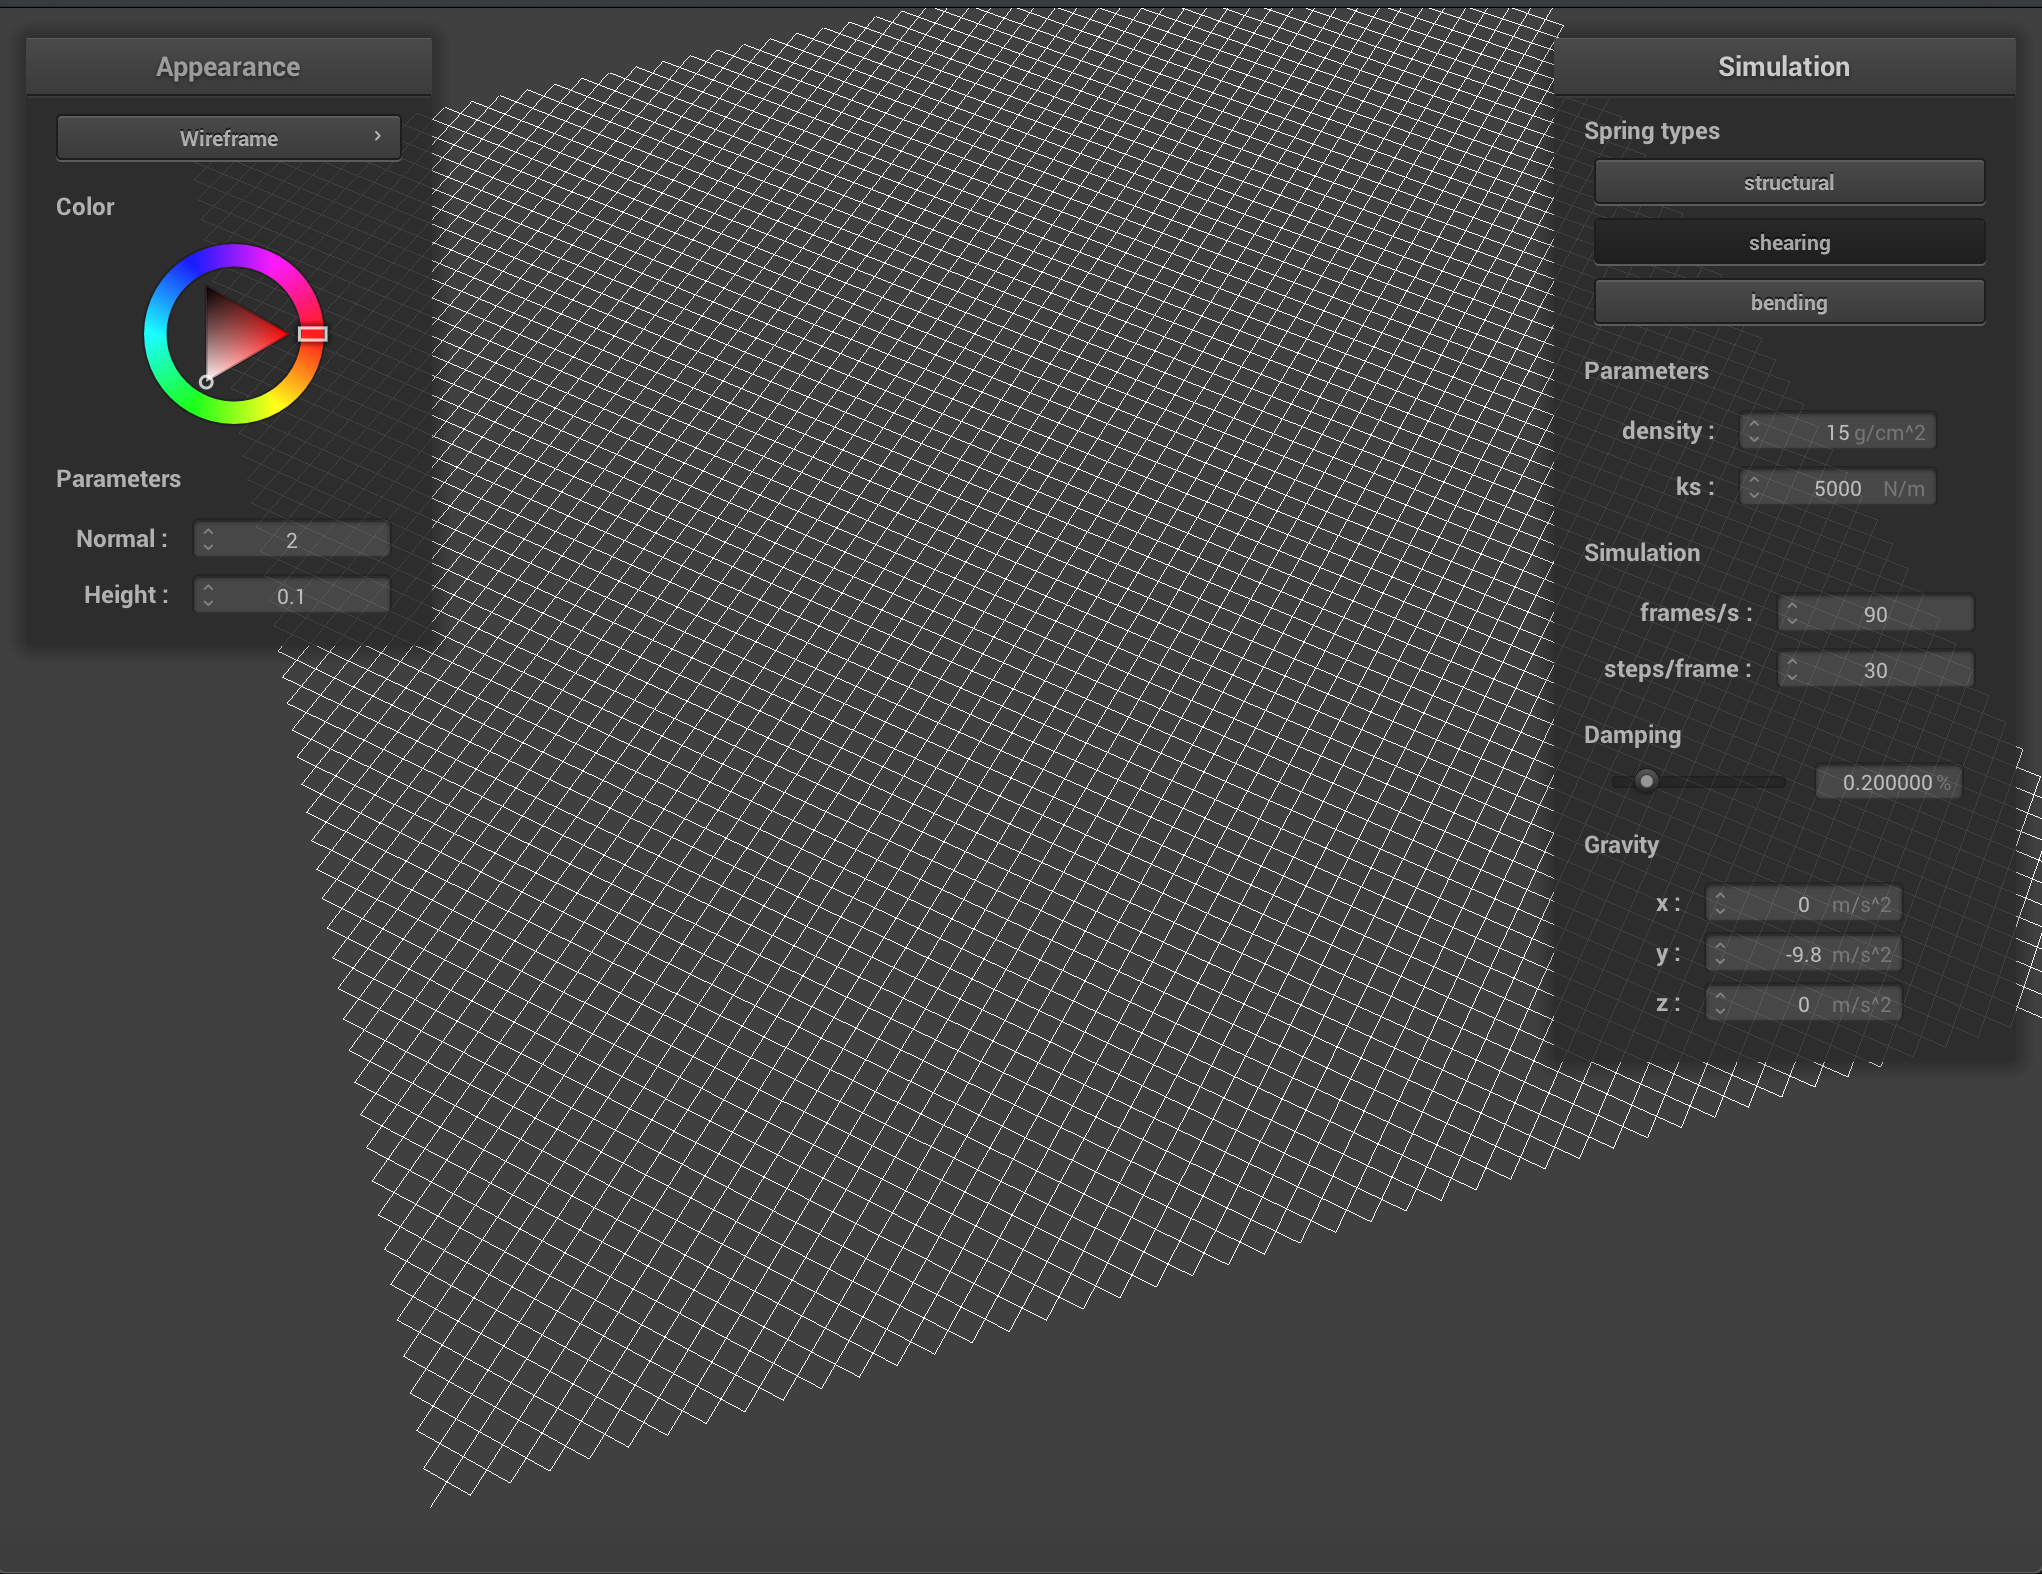 Appearance
Wireframe
Color
Parameters
Normal : 2
Height : 0.1
Simulation
Spring types
structural
shearing
bending
Parameters
density : 15 g/cm^2
ks : 5000 N/m
Simulation
frames/s : 90
steps/frame : 30
Damping
0.200000 %
Gravity
x : 0 m/s^2
y : -9.8 m/s^2
z : 0 m/s^2